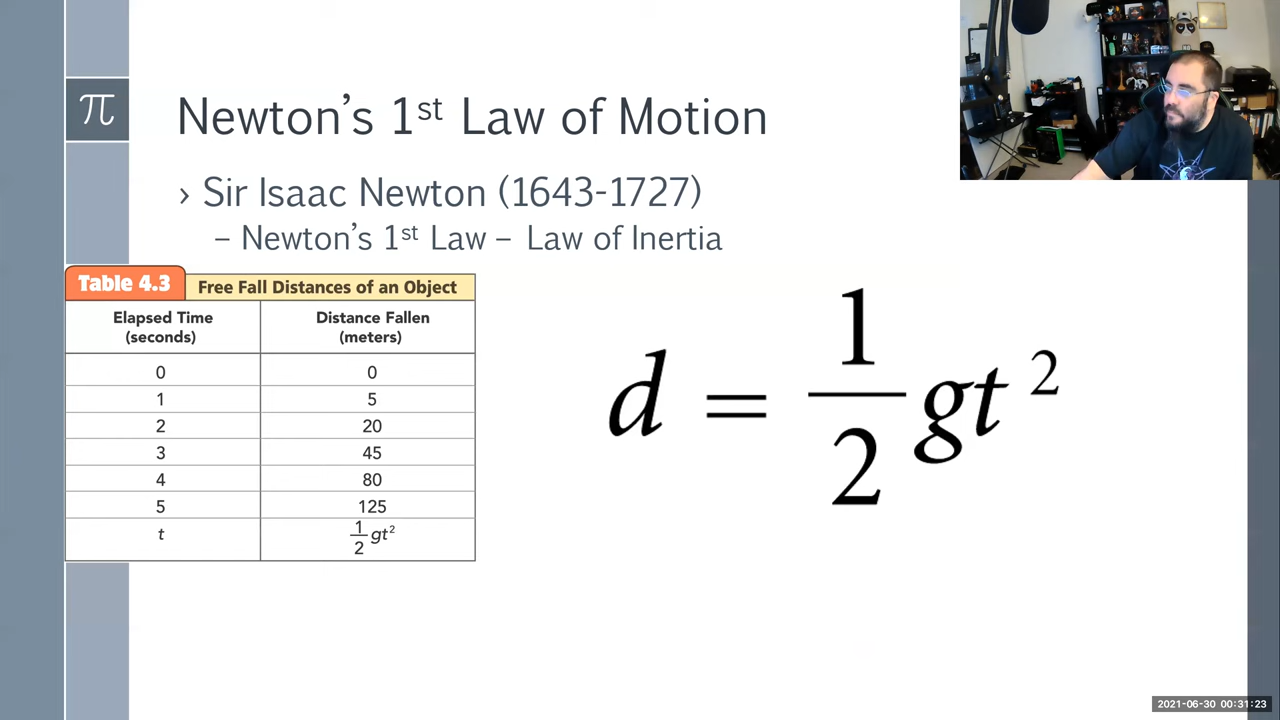 π
Newton’s 1st Law of Motion
› Sir Isaac Newton (1643-1727)
– Newton’s 1st Law – Law of Inertia
Table 4.3 Free Fall Distances of an Object
Elapsed Time (seconds) Distance Fallen (meters)
0 0
1 5
2 20
3 45
4 80
5 125
t 1/2 gt²
d = 1/2 gt²
2021-06-30 00:31:23